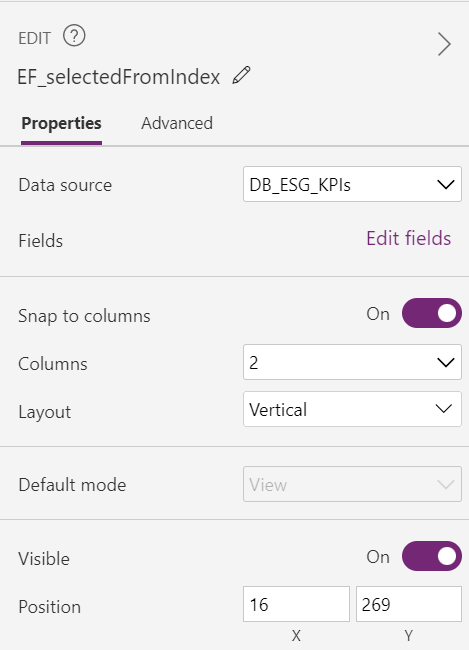 EDIT ?
EF_selectedFromIndex
Properties Advanced
Data source DB_ESG_KPIs
Fields Edit fields
Snap to columns On
Columns 2
Layout Vertical
Default mode View
Visible On
Position 16 269
X Y